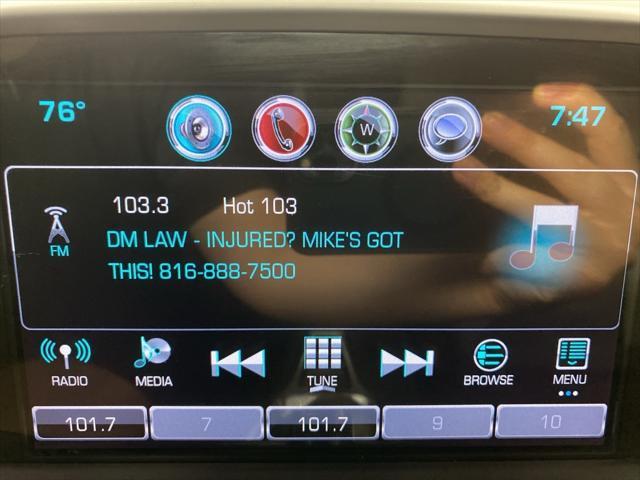 76°
W
7:47
103.3 Hot 103
FM
DM LAW - INJURED? MIKE'S GOT
THIS! 816-888-7500
RADIO
MEDIA
TUNE
BROWSE
MENU
101.7
7
101.7
9
10